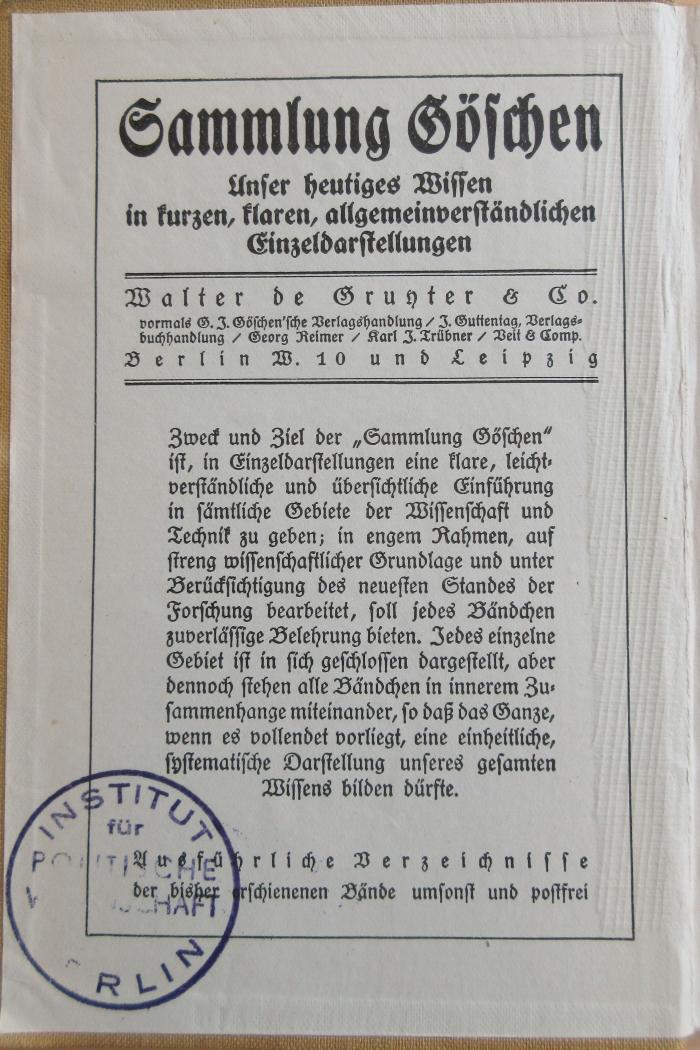 Sammlung Göschen
Unser heutiges Wissen
in kurzen, klaren, allgemeinverständlichen
Einzeldarstellungen
Walter de Gruyter & Co.
vormals G. J. Göschen'sche Verlagshandlung / J. Guttentag, Verlags-
buchhandlung / Georg Reimer / Karl J. Trübner / Veit & Comp.
Berlin W. 10 und Leipzig
Zweck und Ziel der „Sammlung Göschen“
ist, in Einzeldarstellungen eine klare, leicht-
verständliche und übersichtliche Einführung
in sämtliche Gebiete der Wissenschaft und
Technik zu geben; in engem Rahmen, auf
streng wissenschaftlicher Grundlage und unter
Berücksichtigung des neuesten Standes der
Forschung bearbeitet, soll jedes Bändchen
zuverlässige Belehrung bieten. Jedes einzelne
Gebiet ist in sich geschlossen dargestellt, aber
dennoch stehen alle Bändchen in innerem Zu-
sammenhange miteinander, so daß das Ganze,
wenn es vollendet vorliegt, eine einheitliche,
systematische Darstellung unseres gesamten
Wissens bilden dürfte.
Ausführliche Verzeichnisse
der bisher erschienenen Bände umsonst und postfrei
INSTITUT
für
POLITISCHE